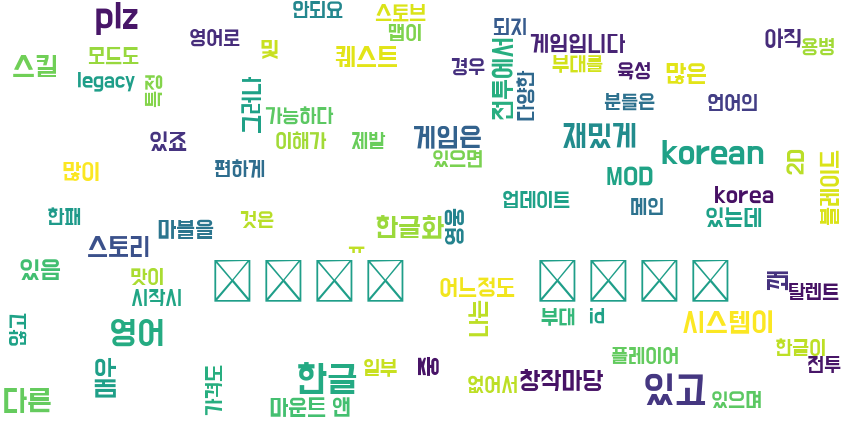 plz
안되요
스토브
맵이
되지
게임입니다
아직
용병
영어로
및
퀘스트
모드도
스킬
legacy
특정
그러나
가능하다
경우
전투에서
다양한
부대를
육성
많은
분들은
언어의
있죠
이해가
제발
게임은
있으면
재밌게
korean
2D
플레이드
많이
편하게
MOD
korea
한패
마블을
것은
한글화
영웅
업데이트
메인
있는데
스토리
ㅠ
있음
맛이
시작시
어느정도
나는
부대
id
꽤
탈렌트
시스템이
않고
영어
아봄
가격도
한글
마운트 앤
일부
중
없어서
창작마당
플레이어
있고
있으며
한글이
전투
다른